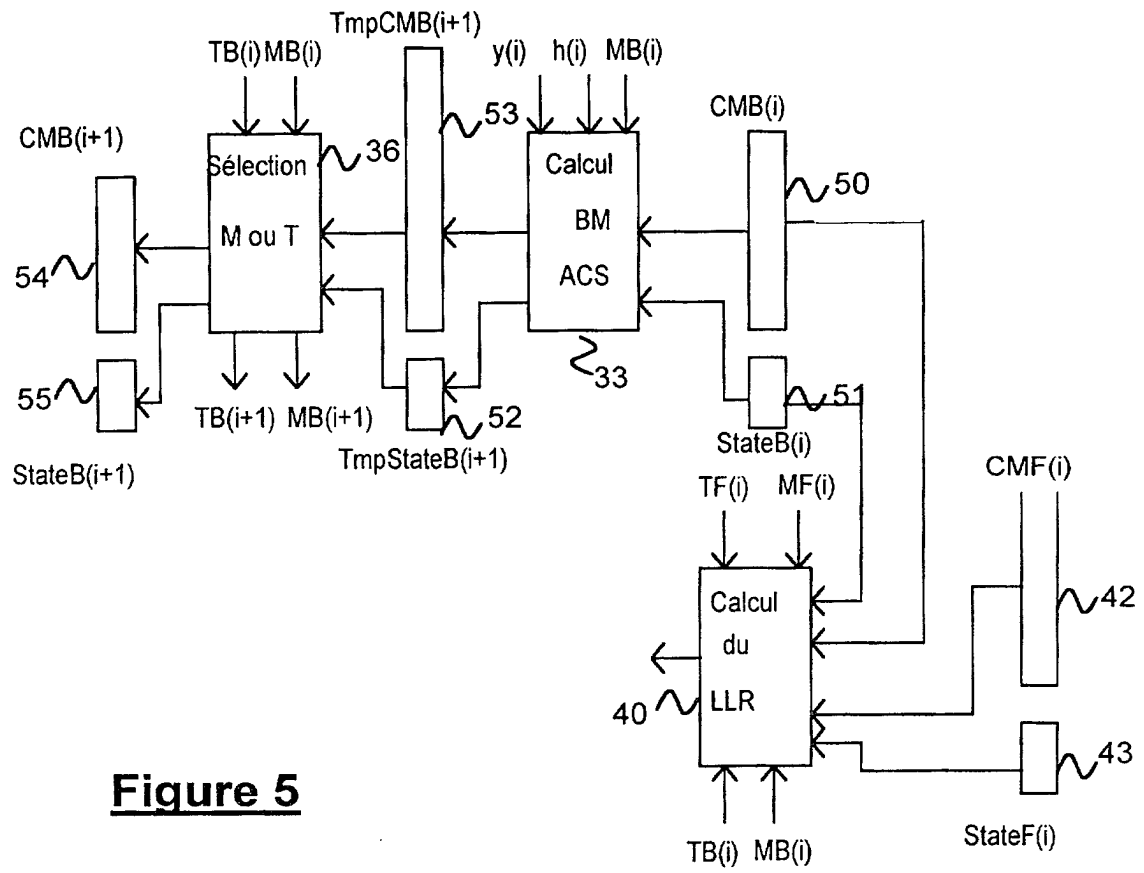 TmpCMB(i+1)
TB(i) MB(i)
y(i) h(i) MB(i)
CMB(i+1)
53
CMB(i)
Sélection
36
Calcul
50
M ou T
BM
54
ACS
55
33
51
TB(i+1) MB(i+1)
52
StateB(i)
StateB(i+1)
TmpStateB(i+1)
TF(i) MF(i)
CMF(i)
Calcul
42
du
40
LLR
43
Figure 5
StateF(i)
TB(i) MB(i)